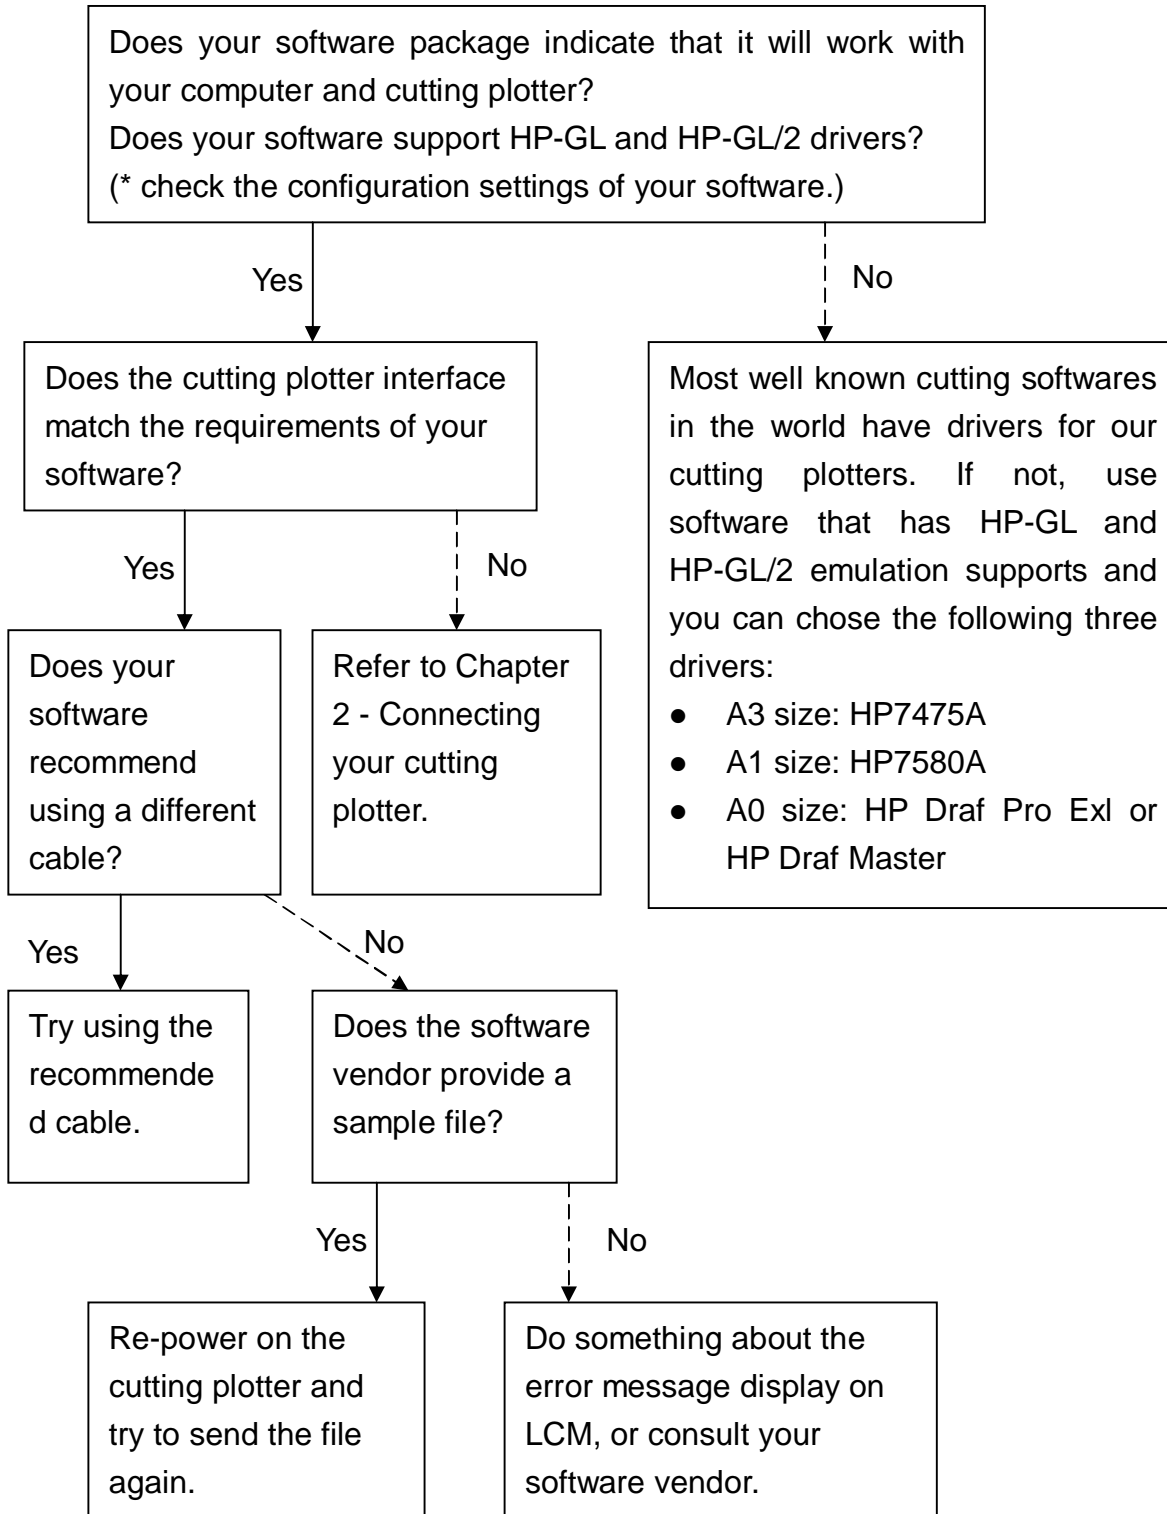 Does your software package indicate that it will work with
your computer and cutting plotter?
Does your software support HP-GL and HP-GL/2 drivers?
(* check the configuration settings of your software.)
Yes
No
Does the cutting plotter interface
match the requirements of your
software?
Most well known cutting softwares
in the world have drivers for our
cutting plotters. If not, use
software that has HP-GL and
HP-GL/2 emulation supports and
you can chose the following three
drivers:
● A3 size: HP7475A
● A1 size: HP7580A
● A0 size: HP Draf Pro Exl or
HP Draf Master
Yes
No
Does your
software
recommend
using a different
cable?
Refer to Chapter
2 - Connecting
your cutting
plotter.
Yes
No
Try using the
recommende
d cable.
Does the software
vendor provide a
sample file?
Yes
No
Re-power on the
cutting plotter and
try to send the file
again.
Do something about the
error message display on
LCM, or consult your
software vendor.